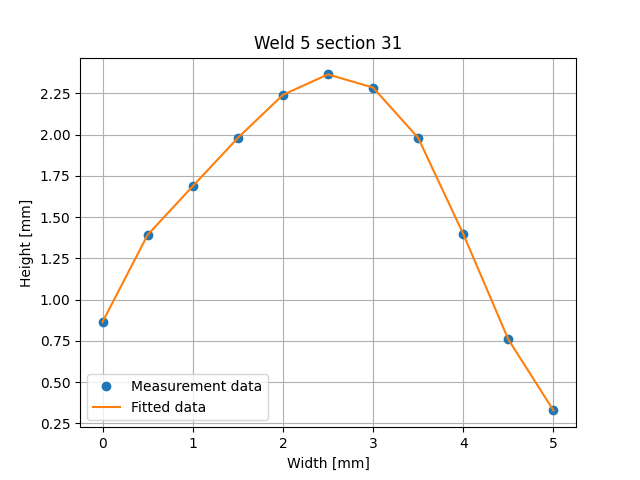 Weld 5 section 31
Height [mm]
2.25
2.00
1.75
1.50
1.25
1.00
0.75
0.50
0.25
Measurement data
Fitted data
0 1 2 3 4 5
Width [mm]